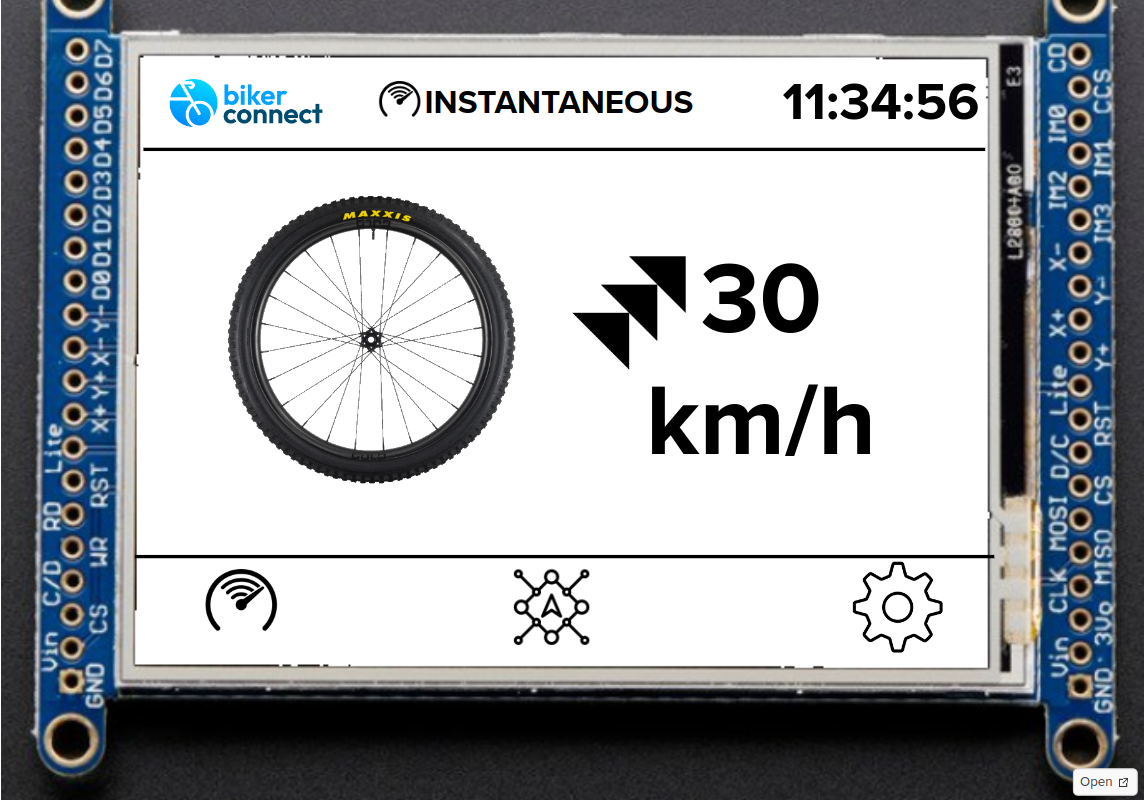 biker
connect
INSTANTANEOUS
11:34:56
MAXXIS
30
km/h
D7
D6
D5
D4
D3
D2
D1
D0
Y-
X-
Y+
X+
Lite
RST
RD
WR
C/D
CS
Vin
GND
E3
CD
CCS
IM0
IM1
IM2
IM3
X-
Y-
X+
Y+
Lite
RST
D/C
CS
MOSI
MISO
CLK
3Vo
Vin
GND
Open